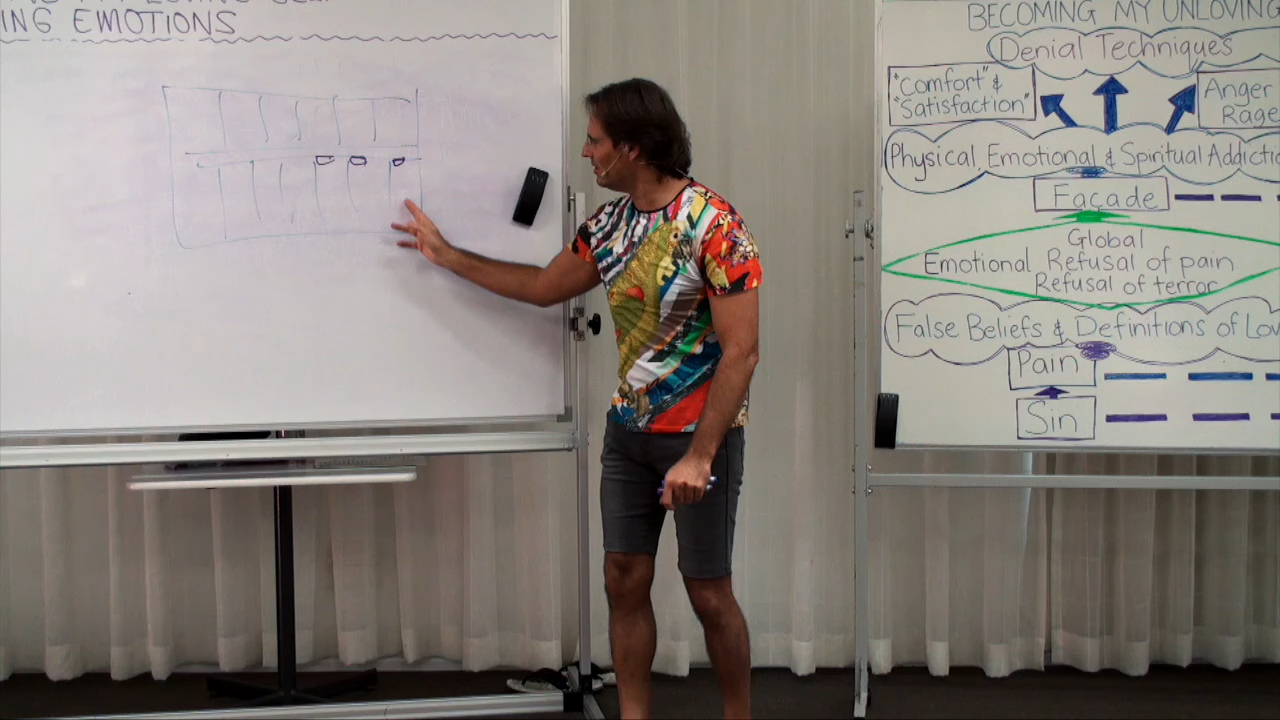 ING EMOTIONS
BECOMING MY UNLOVING
Denial Techniques
"Comfort" &
"Satisfaction"
Anger
Rage
Physical, Emotional & Spiritual Addictio
Façade
Global
Emotional Refusal of pain
Refusal of terror
False Beliefs & Definitions of Lov
Pain
Sin